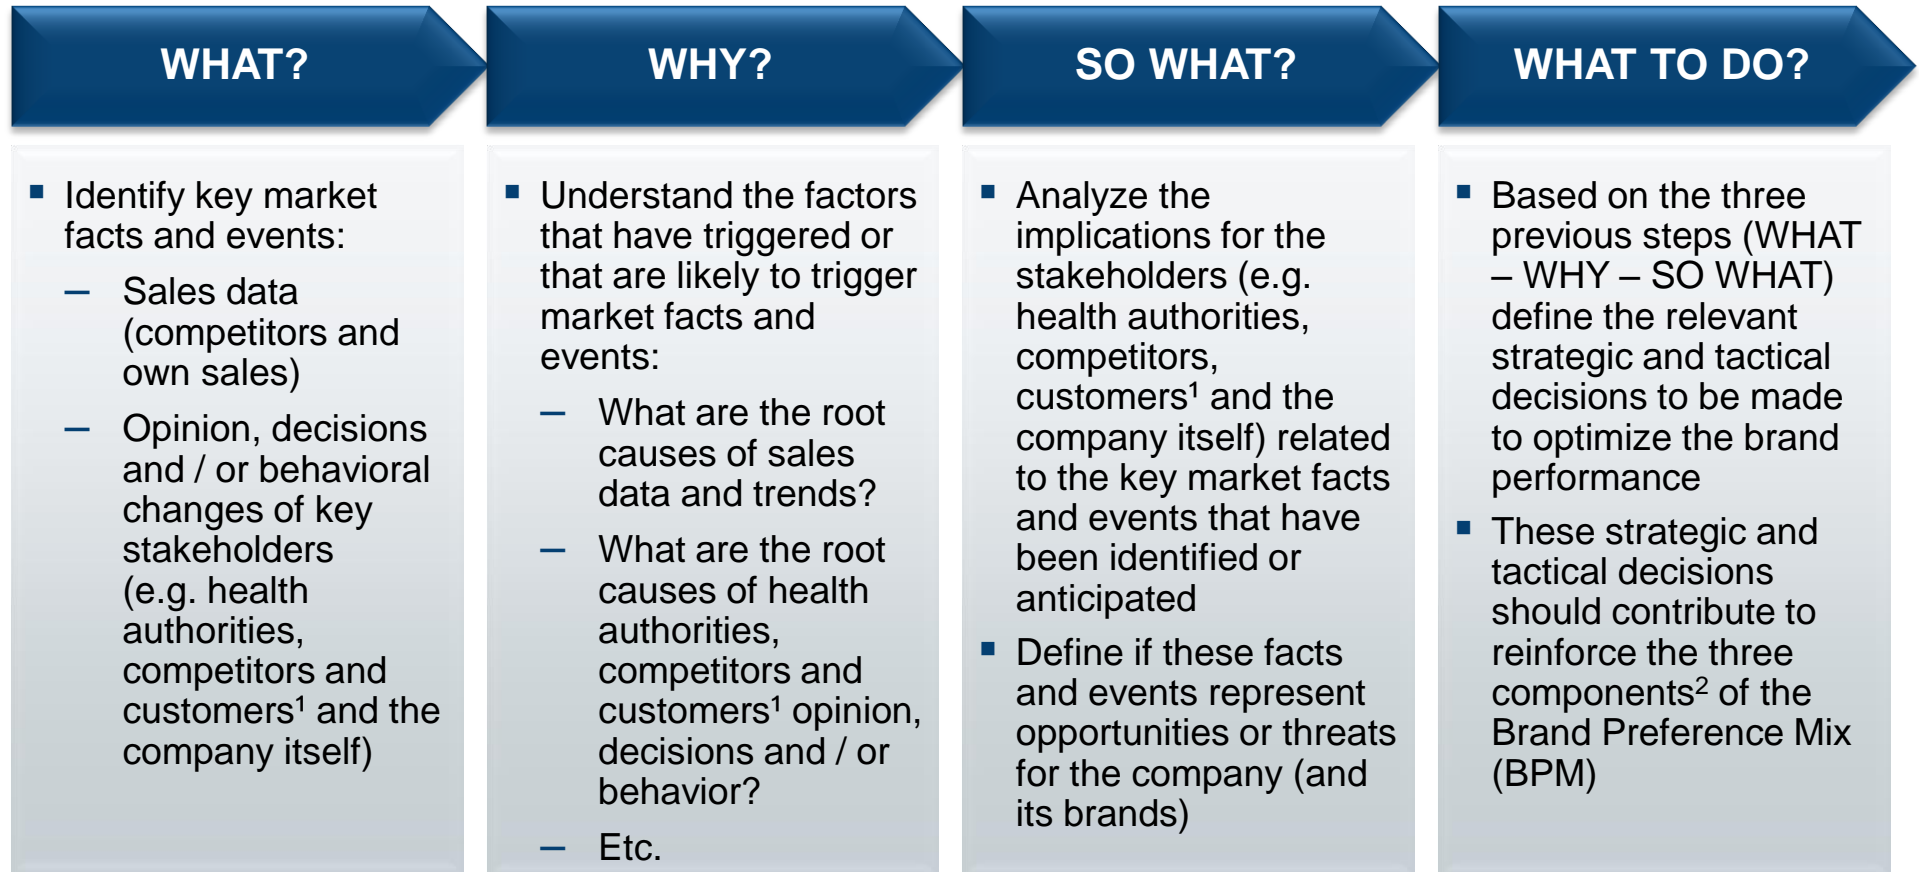 WHAT?
WHY?
SO WHAT?
WHAT TO DO?
▪ Identify key market
facts and events:
– Sales data
(competitors and
own sales)
– Opinion, decisions
and / or behavioral
changes of key
stakeholders
(e.g. health
authorities,
competitors and
customers¹ and the
company itself)
▪ Understand the factors
that have triggered or
that are likely to trigger
market facts and
events:
– What are the root
causes of sales
data and trends?
– What are the root
causes of health
authorities,
competitors and
customers¹ opinion,
decisions and / or
behavior?
– Etc.
▪ Analyze the
implications for the
stakeholders (e.g.
health authorities,
competitors,
customers¹ and the
company itself) related
to the key market facts
and events that have
been identified or
anticipated
▪ Define if these facts
and events represent
opportunities or threats
for the company (and
its brands)
▪ Based on the three
previous steps (WHAT
– WHY – SO WHAT)
define the relevant
strategic and tactical
decisions to be made
to optimize the brand
performance
▪ These strategic and
tactical decisions
should contribute to
reinforce the three
components² of the
Brand Preference Mix
(BPM)